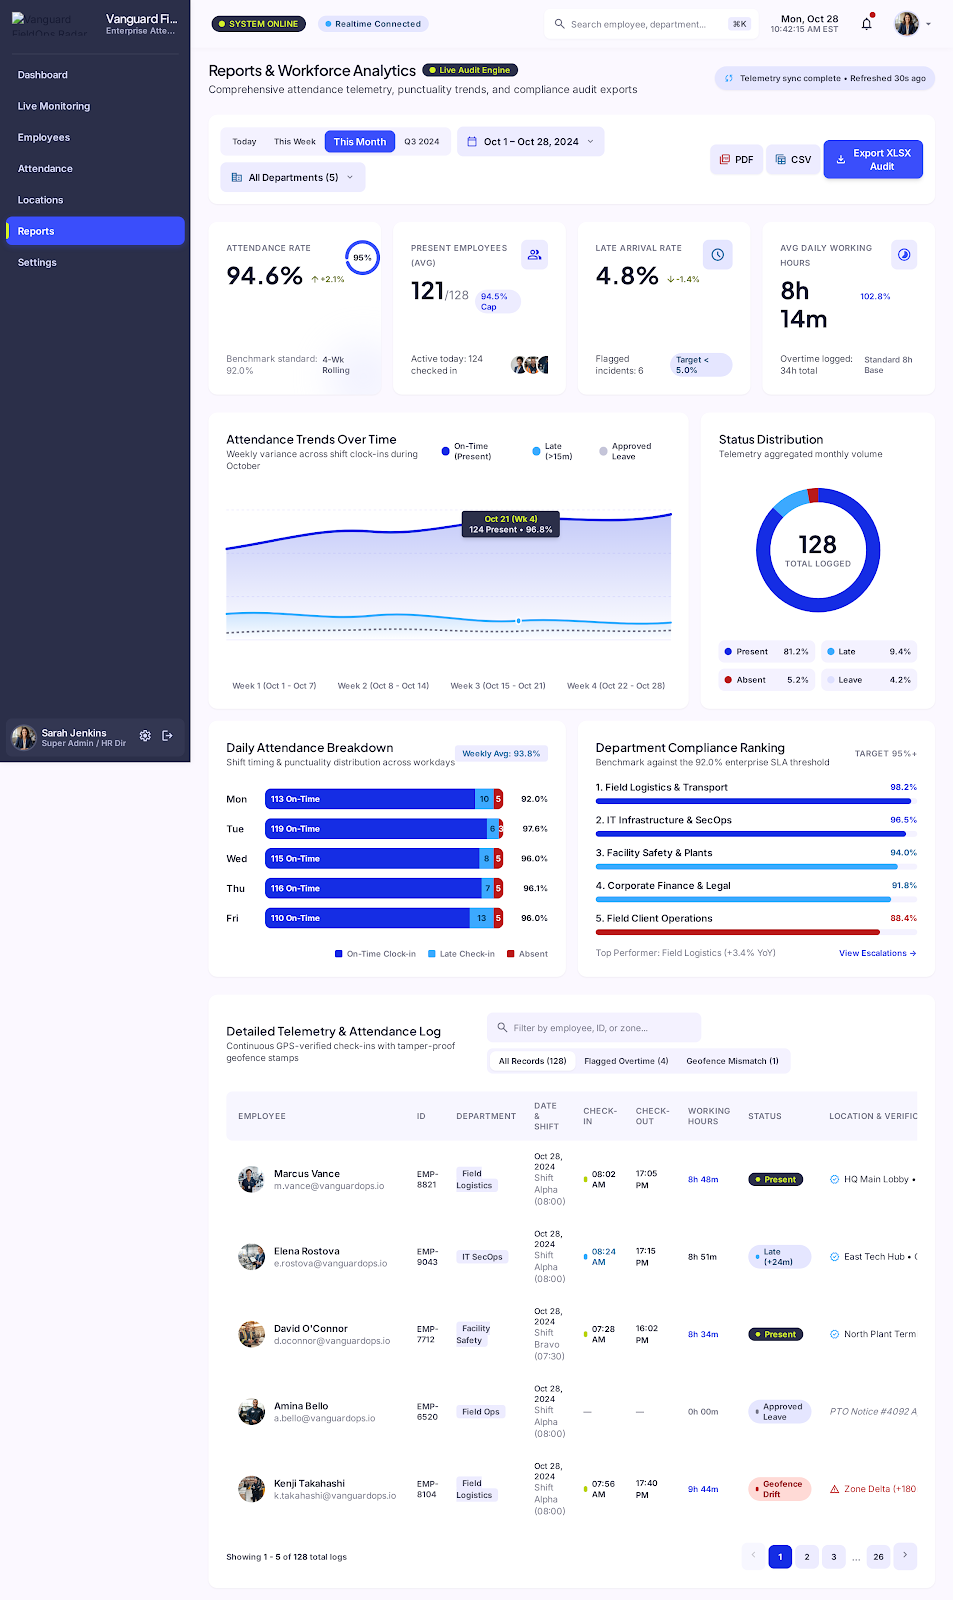 Vanguard Fi...
Enterprise Atte...
Dashboard
Live Monitoring
Employees
Attendance
Locations
Reports
Settings
Sarah Jenkins
Super Admin / HR Dir
SYSTEM ONLINE
Realtime Connected
Search employee, department...
⌘K
Mon, Oct 28
10:42:15 AM EST
Reports & Workforce Analytics
Live Audit Engine
Comprehensive attendance telemetry, punctuality trends, and compliance audit exports
Telemetry sync complete • Refreshed 30s ago
Today
This Week
This Month
Q3 2024
Oct 1 – Oct 28, 2024
All Departments (5)
PDF
CSV
Export XLSX
Audit
ATTENDANCE RATE
94.6%
↑ +2.1%
95%
Benchmark standard:
92.0%
4-Wk
Rolling
PRESENT EMPLOYEES
(AVG)
121/128
94.5%
Cap
Active today: 124
checked in
LATE ARRIVAL RATE
4.8%
↓ -1.4%
Flagged
incidents: 6
Target <
5.0%
AVG DAILY WORKING
HOURS
8h
14m
102.8%
Overtime logged:
34h total
Standard 8h
Base
Attendance Trends Over Time
Weekly variance across shift clock-ins during
October
On-Time
(Present)
Late
(>15m)
Approved
Leave
Oct 21 (Wk 4)
124 Present • 96.8%
Week 1 (Oct 1 - Oct 7)
Week 2 (Oct 8 - Oct 14)
Week 3 (Oct 15 - Oct 21)
Week 4 (Oct 22 - Oct 28)
Status Distribution
Telemetry aggregated monthly volume
128
TOTAL LOGGED
Present 81.2%
Late 9.4%
Absent 5.2%
Leave 4.2%
Daily Attendance Breakdown
Shift timing & punctuality distribution across workdays
Weekly Avg: 93.8%
Mon 113 On-Time 10 5 92.0%
Tue 119 On-Time 6 3 97.6%
Wed 115 On-Time 8 5 96.0%
Thu 116 On-Time 7 5 96.1%
Fri 110 On-Time 13 5 96.0%
On-Time Clock-in
Late Check-in
Absent
Department Compliance Ranking
Benchmark against the 92.0% enterprise SLA threshold
TARGET 95%+
1. Field Logistics & Transport 98.2%
2. IT Infrastructure & SecOps 96.5%
3. Facility Safety & Plants 94.0%
4. Corporate Finance & Legal 91.8%
5. Field Client Operations 88.4%
Top Performer: Field Logistics (+3.4% YoY)
View Escalations →
Detailed Telemetry & Attendance Log
Continuous GPS-verified check-ins with tamper-proof
geofence stamps
Filter by employee, ID, or zone...
All Records (128)
Flagged Overtime (4)
Geofence Mismatch (1)
EMPLOYEE
ID
DEPARTMENT
DATE
&
SHIFT
CHECK-
IN
CHECK-
OUT
WORKING
HOURS
STATUS
LOCATION & VERIFIC
Marcus Vance
m.vance@vanguardops.io
EMP-
8821
Field
Logistics
Oct 28,
2024
Shift
Alpha
(08:00)
08:02
AM
17:05
PM
8h 48m
Present
HQ Main Lobby •
Elena Rostova
e.rostova@vanguardops.io
EMP-
9043
IT SecOps
Oct 28,
2024
Shift
Alpha
(08:00)
08:24
AM
17:15
PM
8h 51m
Late
(+24m)
East Tech Hub •
David O'Connor
d.oconnor@vanguardops.io
EMP-
7712
Facility
Safety
Oct 28,
2024
Shift
Bravo
(07:30)
07:28
AM
16:02
PM
8h 34m
Present
North Plant Term
Amina Bello
a.bello@vanguardops.io
EMP-
6520
Field Ops
Oct 28,
2024
Shift
Alpha
(08:00)
—
—
0h 00m
Approved
Leave
PTO Notice #4092 A
Kenji Takahashi
k.takahashi@vanguardops.io
EMP-
8104
Field
Logistics
Oct 28,
2024
Shift
Alpha
(08:00)
07:56
AM
17:40
PM
9h 44m
Geofence
Drift
Zone Delta (+180
Showing 1 - 5 of 128 total logs
‹ 1 2 3 ... 26 ›